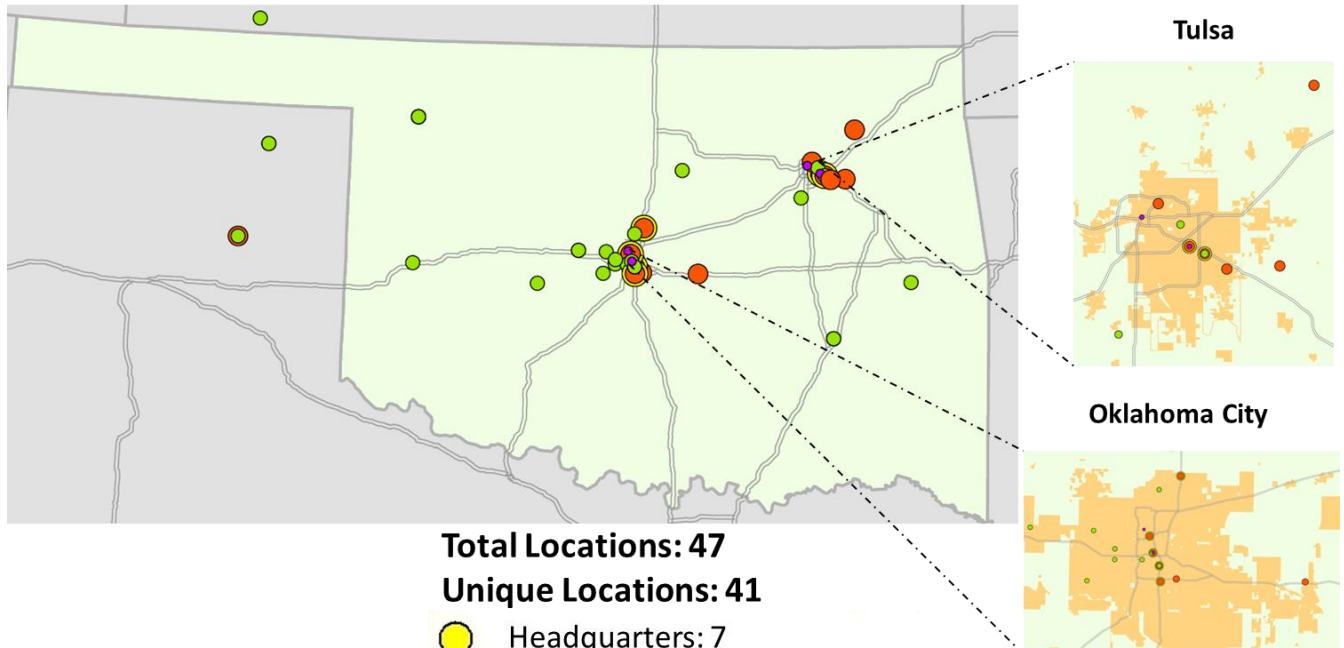 Tulsa
Oklahoma City
Total Locations: 47
Unique Locations: 41
Headquarters: 7